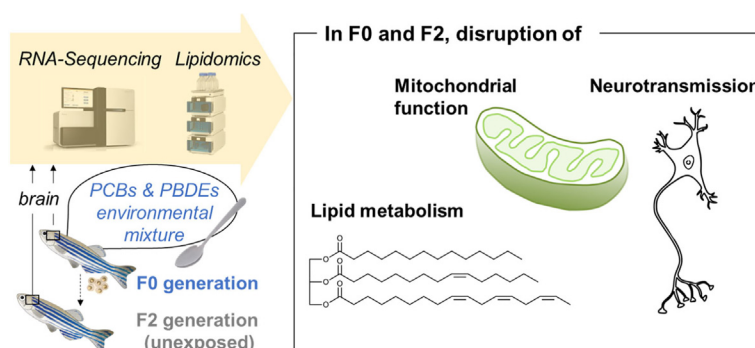 RNA-Sequencing Lipidomics
brain
PCBs & PBDEs
environmental
mixture
F0 generation
F2 generation
(unexposed)
In F0 and F2, disruption of
Mitochondrial
function
Neurotransmission
Lipid metabolism
O
O
O
O
O
O